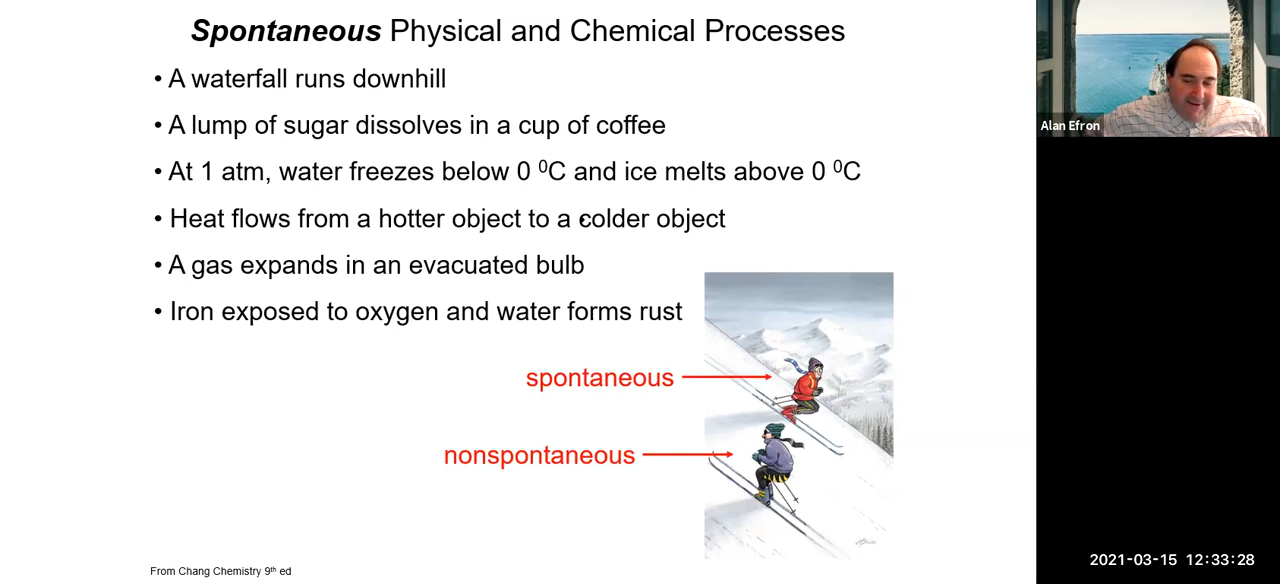 Spontaneous Physical and Chemical Processes
• A waterfall runs downhill
• A lump of sugar dissolves in a cup of coffee
• At 1 atm, water freezes below 0 ⁰C and ice melts above 0 ⁰C
• Heat flows from a hotter object to a colder object
• A gas expands in an evacuated bulb
• Iron exposed to oxygen and water forms rust
spontaneous
nonspontaneous
From Chang Chemistry 9th ed
Alan Efron
2021-03-15 12:33:28